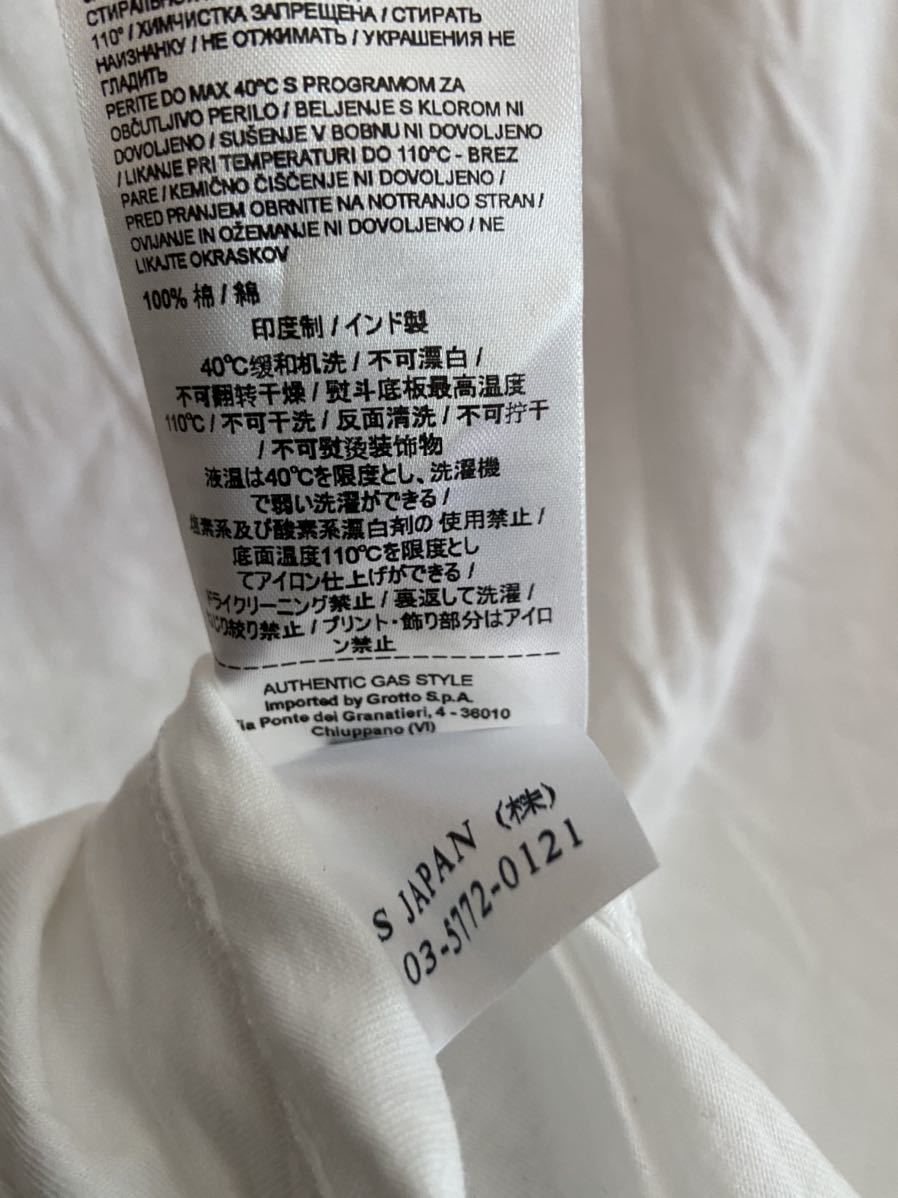 СТИРАЛЬНОЙ
110° / ХИМЧИСТКА ЗАПРЕЩЕНА / СТИРАТЬ
НАИЗНАНКУ / НЕ ОТЖИМАТЬ / УКРАШЕНИЯ НЕ
ГЛАДИТЬ
PERITE DO MAX 40°C S PROGRAMOM ZA
OBČUTLJIVO PERILO / BELJENJE S KLOROM NI
DOVOLJENO / SUŠENJE V BOBNU NI DOVOLJENO
/ LIKANJE PRI TEMPERATURI DO 110°C - BREZ
PARE / KEMIČNO ČIŠČENJE NI DOVOLJENO /
PRED PRANJEM OBRNITE NA NOTRANJO STRAN /
OVIJANJE IN OŽEMANJE NI DOVOLJENO / NE
LIKAJTE OKRASKOV
100% 棉 / 綿
印度制 / インド製
40°C缓和机洗 / 不可漂白 /
不可翻转干燥 / 熨斗底板最高温度
110°C / 不可干洗 / 反面清洗 / 不可拧干
/ 不可熨烫装饰物
液温は40°Cを限度とし、洗濯機
で弱い洗濯ができる /
塩素系及び酸素系漂白剤の 使用禁止 /
底面温度110°Cを限度とし
てアイロン仕上げができる /
ドライクリーニング禁止 / 裏返して洗濯 /
ねじり絞り禁止 / プリント・飾り部分はアイロ
ン禁止
AUTHENTIC GAS STYLE
Imported by Grotto S.p.A.
Via Ponte dei Granatieri, 4 - 36010
Chiuppano (VI)
S JAPAN (株)
03-5772-0121